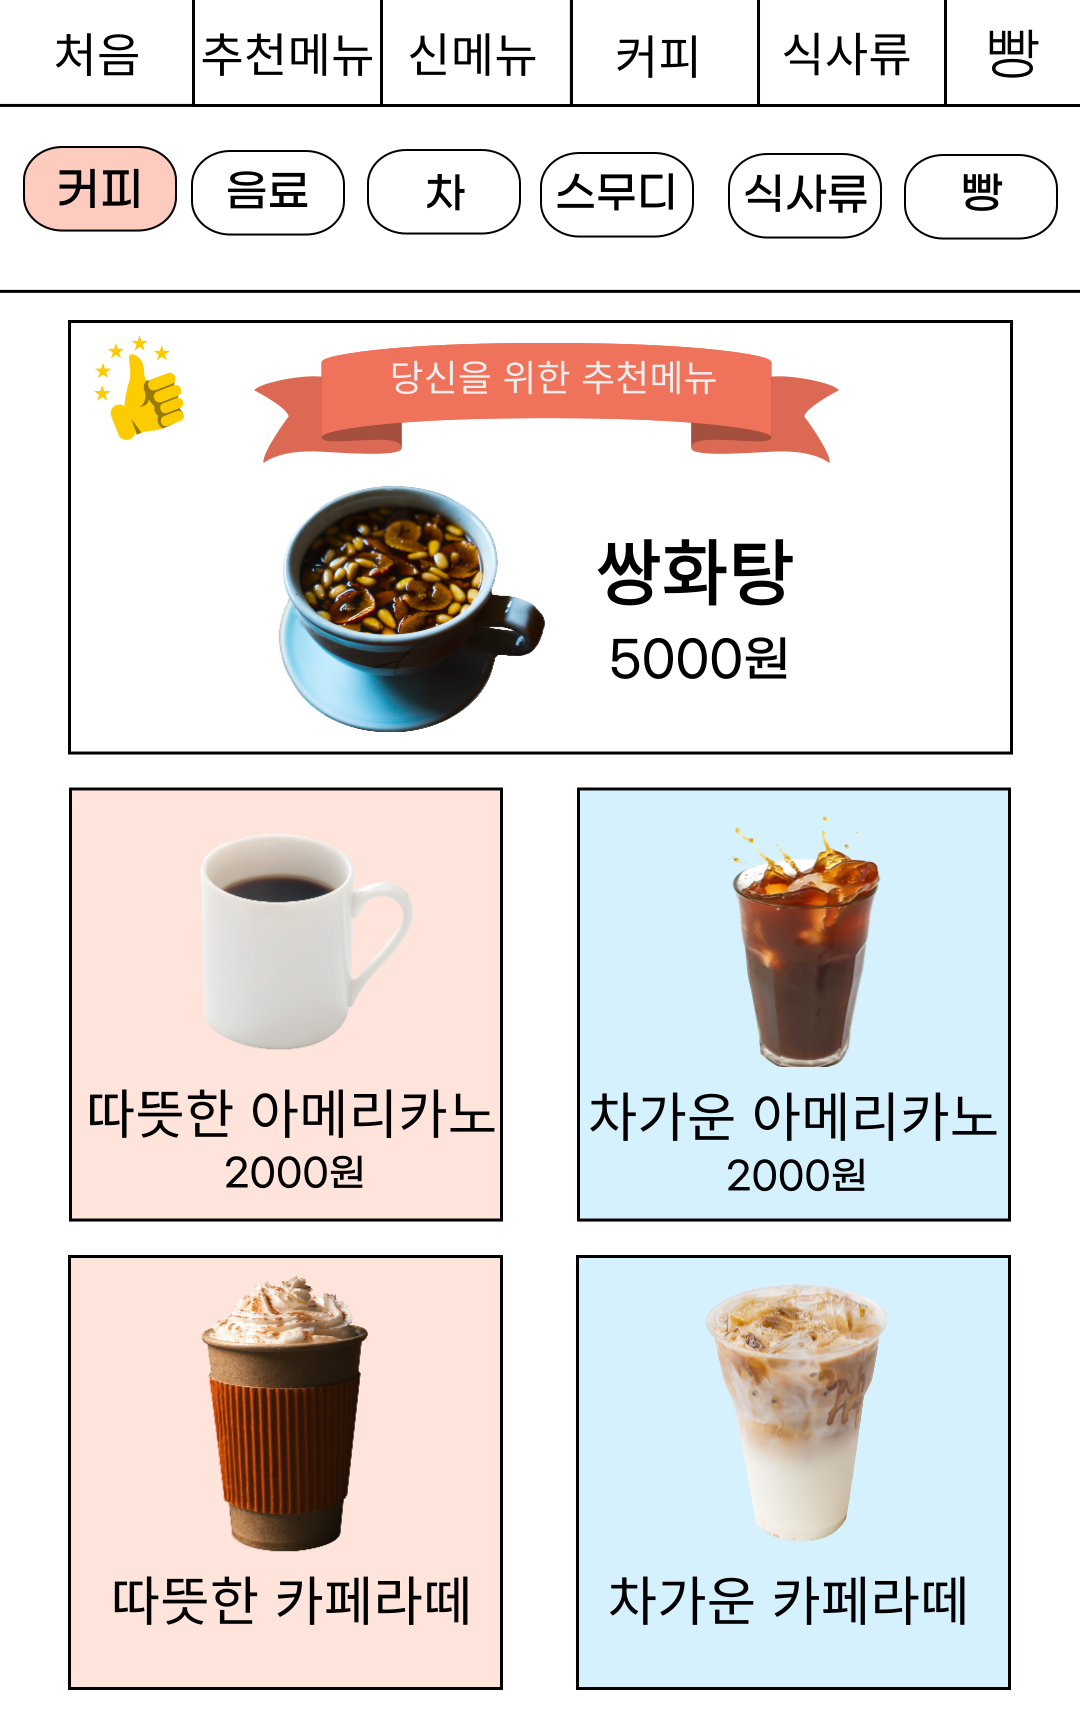 처음 추천메뉴 신메뉴 커피 식사류 빵
커피 음료 차 스무디 식사류 빵
당신을 위한 추천메뉴
쌍화탕
5000원
따뜻한 아메리카노
2000원
차가운 아메리카노
2000원
따뜻한 카페라떼
차가운 카페라떼